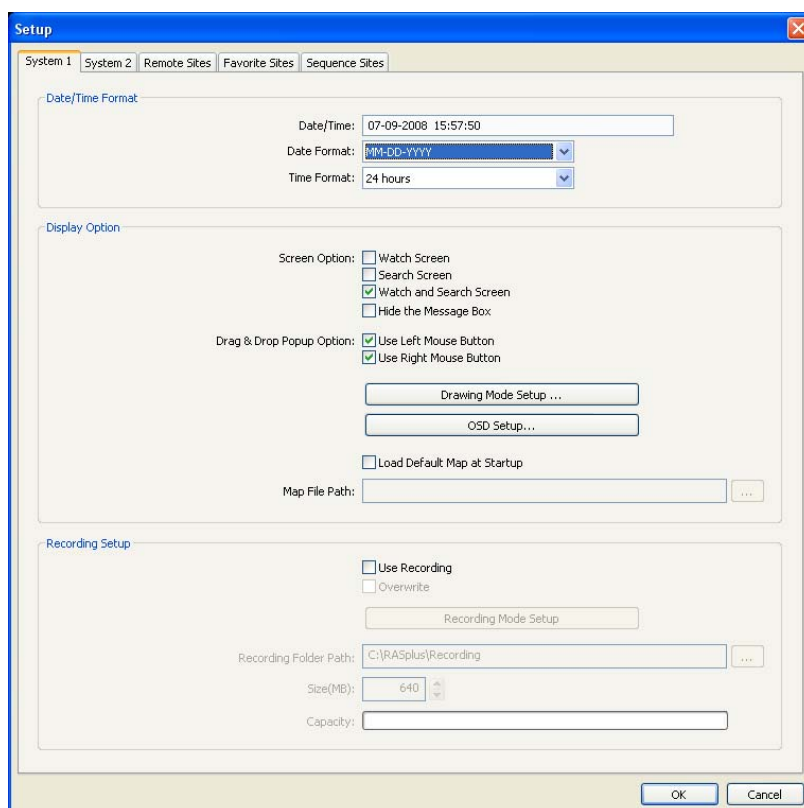 Setup
System 1 System 2 Remote Sites Favorite Sites Sequence Sites
Date/Time Format
Date/Time: 07-09-2008 15:57:50
Date Format: MM-DD-YYYY
Time Format: 24 hours
Display Option
Screen Option: Watch Screen
Search Screen
Watch and Search Screen
Hide the Message Box
Drag & Drop Popup Option: Use Left Mouse Button
Use Right Mouse Button
Drawing Mode Setup ...
OSD Setup...
Load Default Map at Startup
Map File Path: ...
Recording Setup
Use Recording
Overwrite
Recording Mode Setup
Recording Folder Path: C:\RASplus\Recording ...
Size(MB): 640
Capacity:
OK Cancel